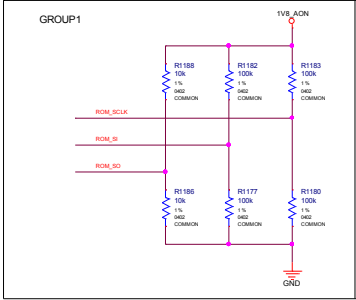 GROUP1
1V8_AON
R1188
10k
1 %
0402
COMMON
R1182
100k
1 %
0402
COMMON
R1183
100k
1 %
0402
COMMON
ROM_SCLK
ROM_SI
ROM_SO
R1186
10k
1 %
0402
COMMON
R1177
100k
1 %
0402
COMMON
R1180
100k
1 %
0402
COMMON
GND